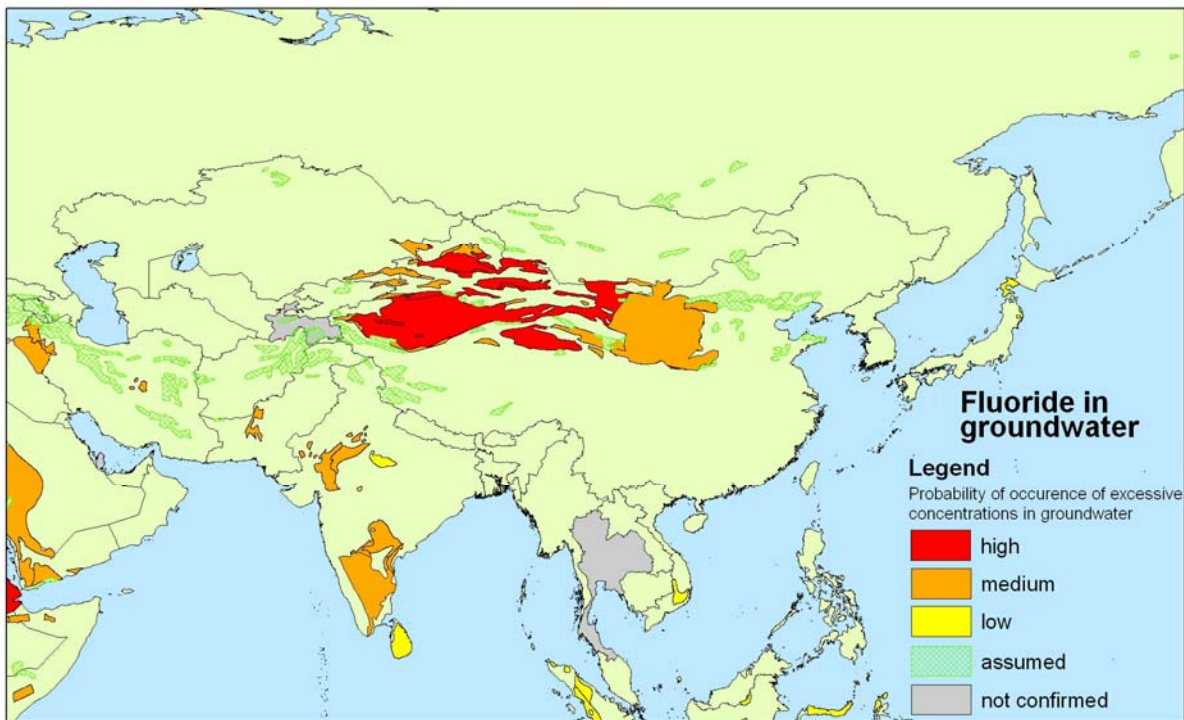 Fluoride in
groundwater
Legend
Probability of occurence of excessive
concentrations in groundwater
high
medium
low
assumed
not confirmed